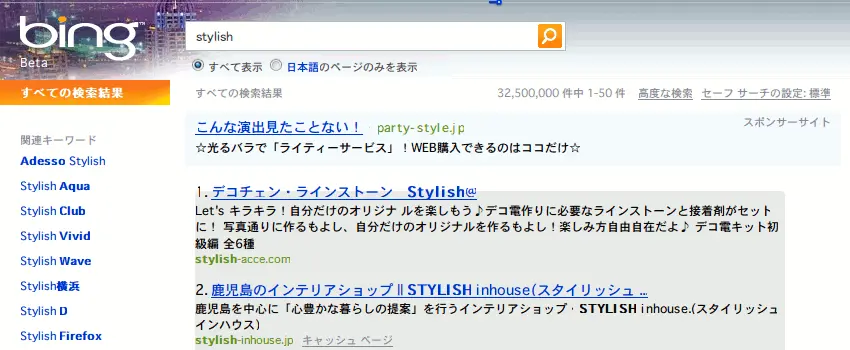 bing
Beta
stylish
すべて表示 日本語のページのみを表示
すべての検索結果
すべての検索結果 32,500,000 件中 1-50 件 高度な検索 セーフ サーチの設定: 標準
関連キーワード
Adesso Stylish
Stylish Aqua
Stylish Club
Stylish Vivid
Stylish Wave
Stylish横浜
Stylish D
Stylish Firefox
こんな演出見たことない！ · party-style.jp スポンサーサイト
☆光るバラで「ライティーサービス」！WEB購入できるのはココだけ☆
1. デコチェン・ラインストーン Stylish@
Let's キラキラ！自分だけのオリジナ ルを楽しもう♪デコ電作りに必要なラインストーンと接着剤がセット
に！ 写真通りに作るもよし、自分だけのオリジナルを作るもよし！楽しみ方自由自在だよ♪ デコ電キット初
級編 全6種
stylish-acce.com
2. 鹿児島のインテリアショップ || STYLISH inhouse(スタイリッシュ ...
鹿児島を中心に「心豊かな暮らしの提案」を行うインテリアショップ・STYLISH inhouse.(スタイリッシュ
インハウス)
stylish-inhouse.jp キャッシュ ページ